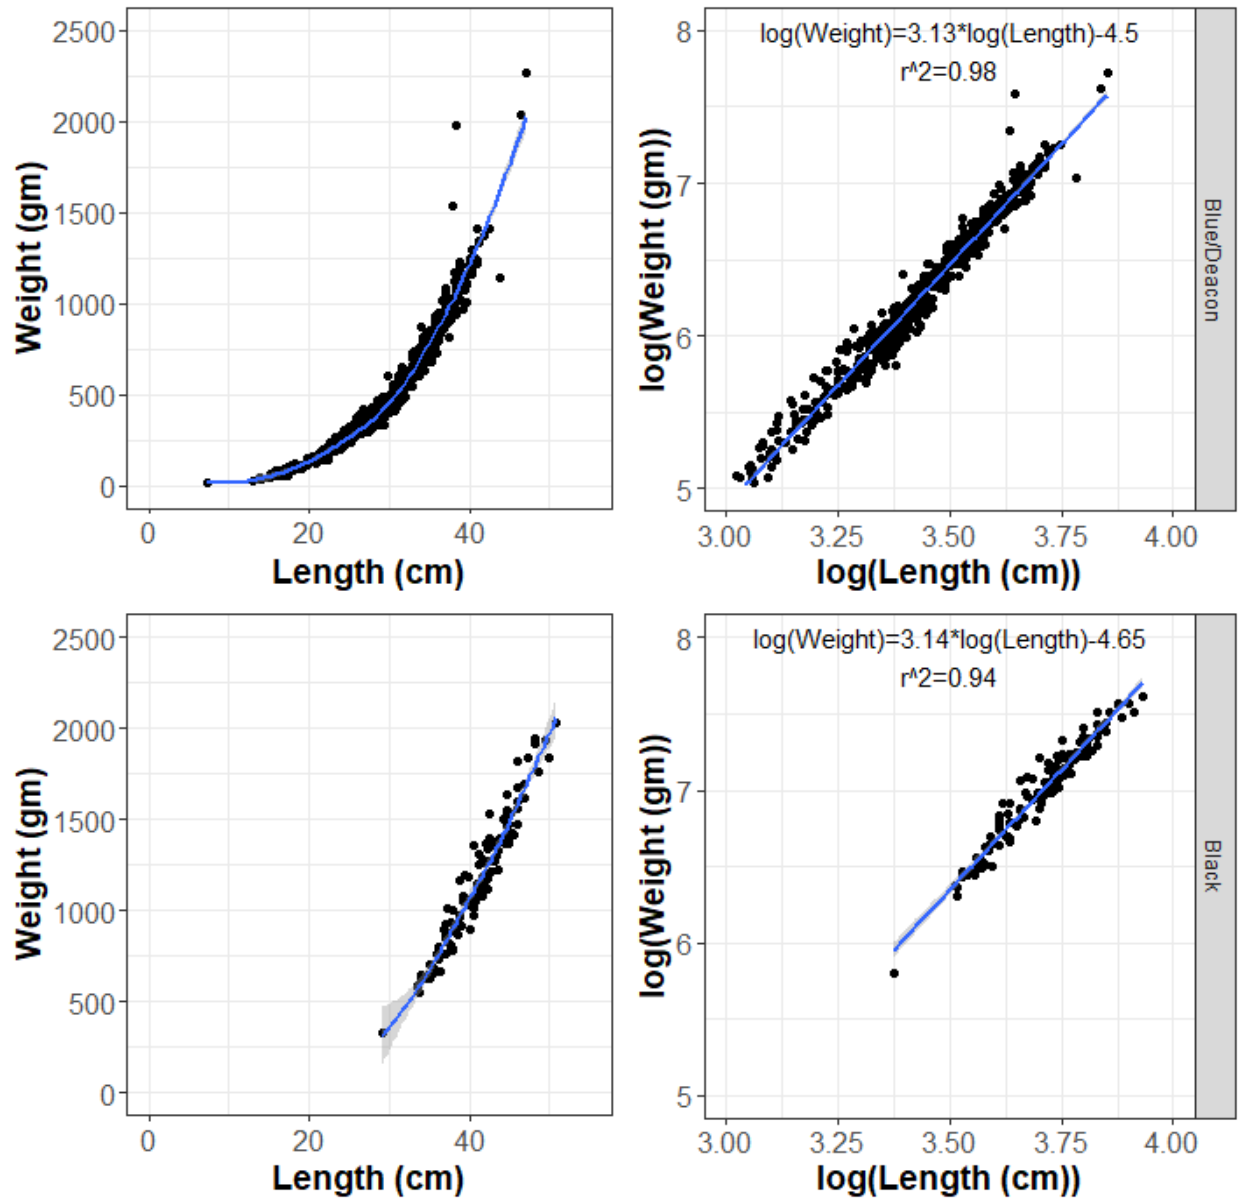 2500
2000
1500
1000
500
0
Weight (gm)
0 20 40
Length (cm)
log(Weight)=3.13*log(Length)-4.5
r^2=0.98
8
7
6
5
log(Weight (gm))
3.00 3.25 3.50 3.75 4.00
log(Length (cm))
Blue/Deacon
2500
2000
1500
1000
500
0
Weight (gm)
0 20 40
Length (cm)
log(Weight)=3.14*log(Length)-4.65
r^2=0.94
8
7
6
5
log(Weight (gm))
3.00 3.25 3.50 3.75 4.00
log(Length (cm))
Black